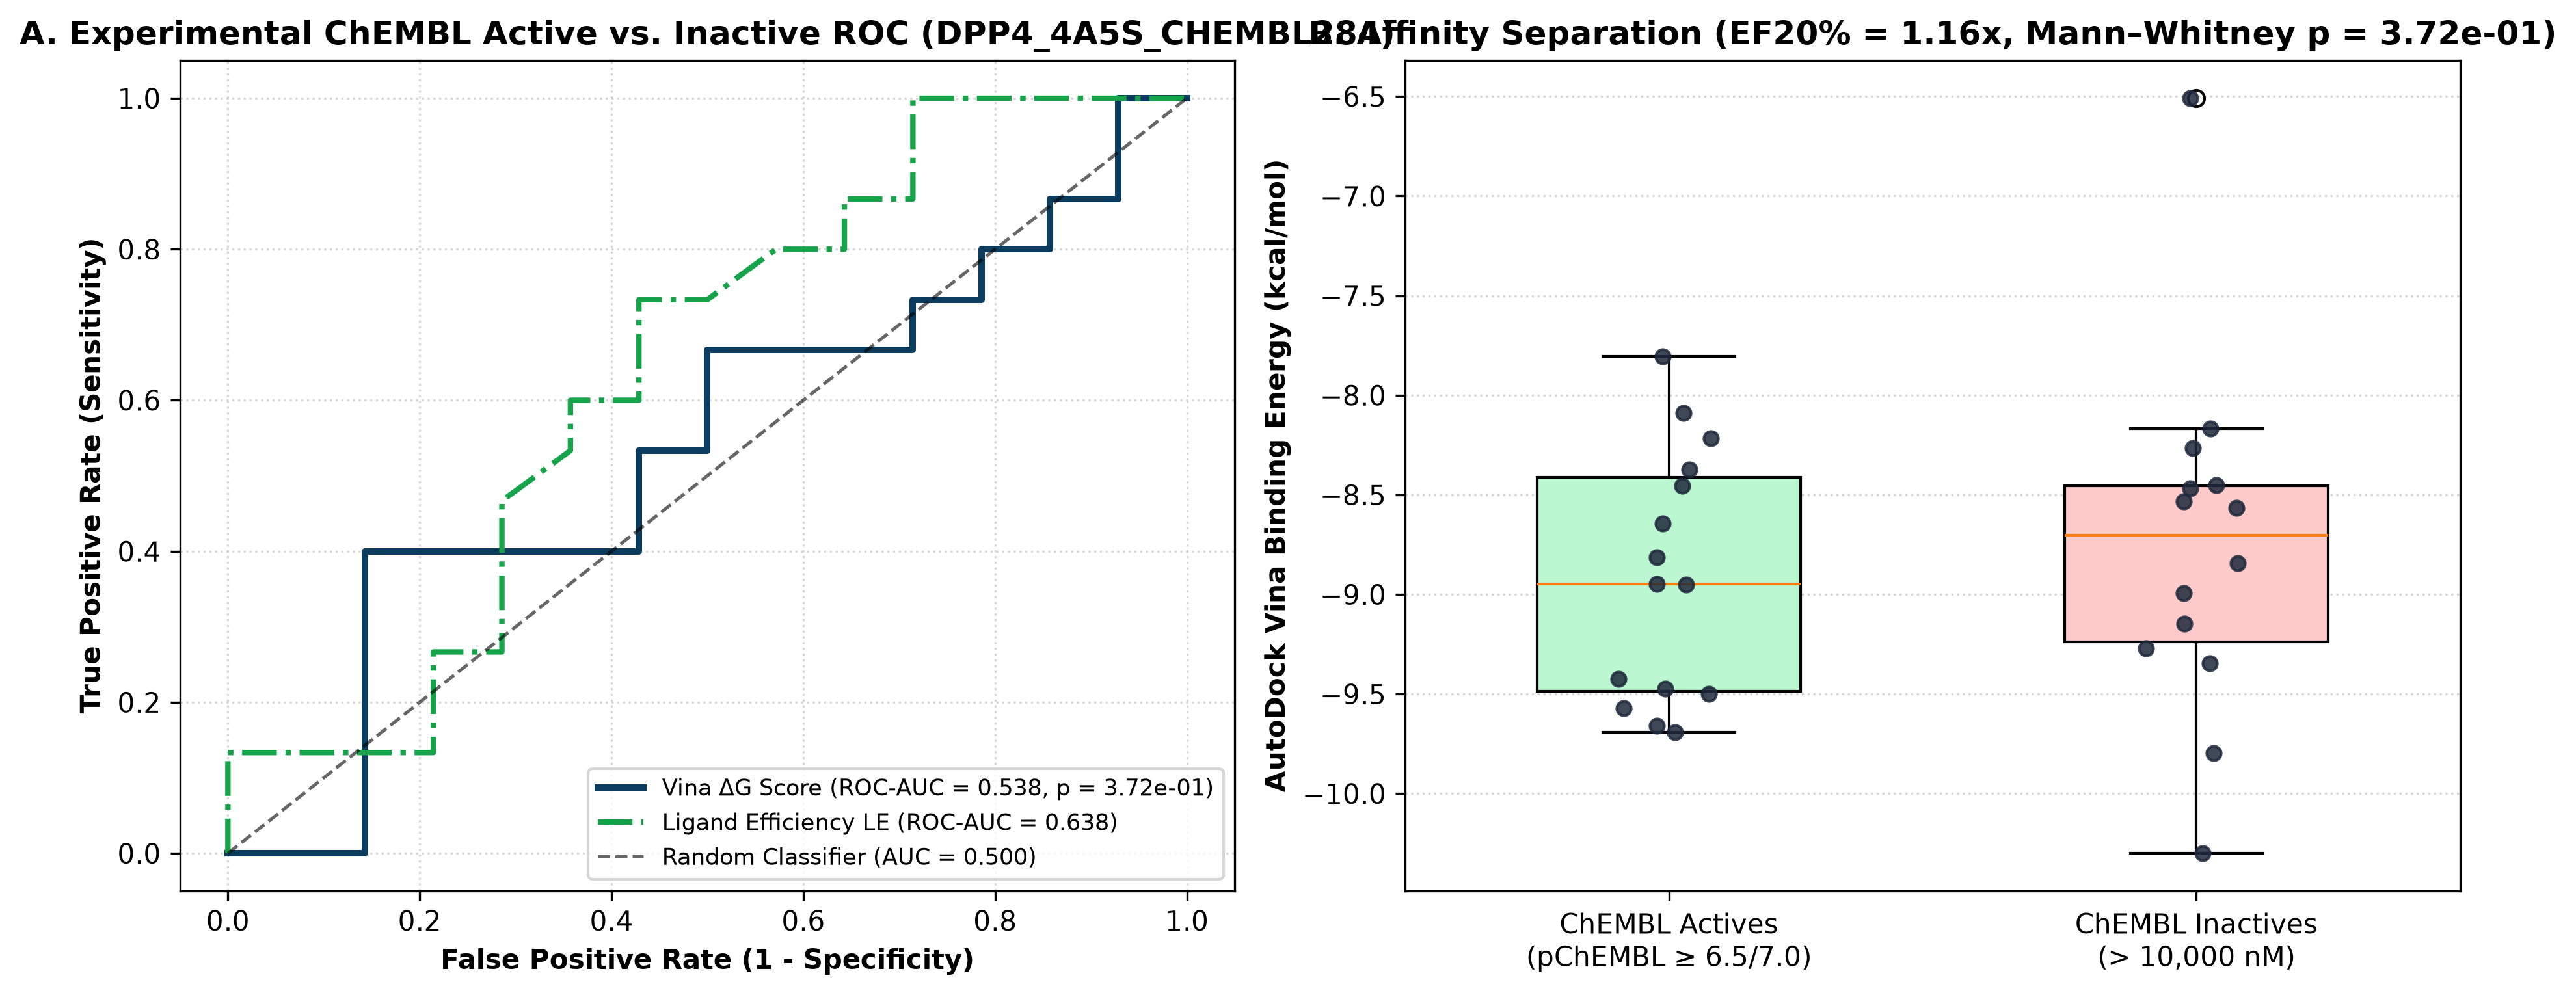 A. Experimental ChEMBL Active vs. Inactive ROC (DPP4_4A5S_CHEMBL284)
True Positive Rate (Sensitivity)
1.0
0.8
0.6
0.4
0.2
0.0
Vina ΔG Score (ROC-AUC = 0.538, p = 3.72e-01)
Ligand Efficiency LE (ROC-AUC = 0.638)
Random Classifier (AUC = 0.500)
0.0 0.2 0.4 0.6 0.8 1.0
False Positive Rate (1 - Specificity)
B. Affinity Separation (EF20% = 1.16x, Mann–Whitney p = 3.72e-01)
AutoDock Vina Binding Energy (kcal/mol)
−6.5
−7.0
−7.5
−8.0
−8.5
−9.0
−9.5
−10.0
ChEMBL Actives
(pChEMBL ≥ 6.5/7.0)
ChEMBL Inactives
(> 10,000 nM)